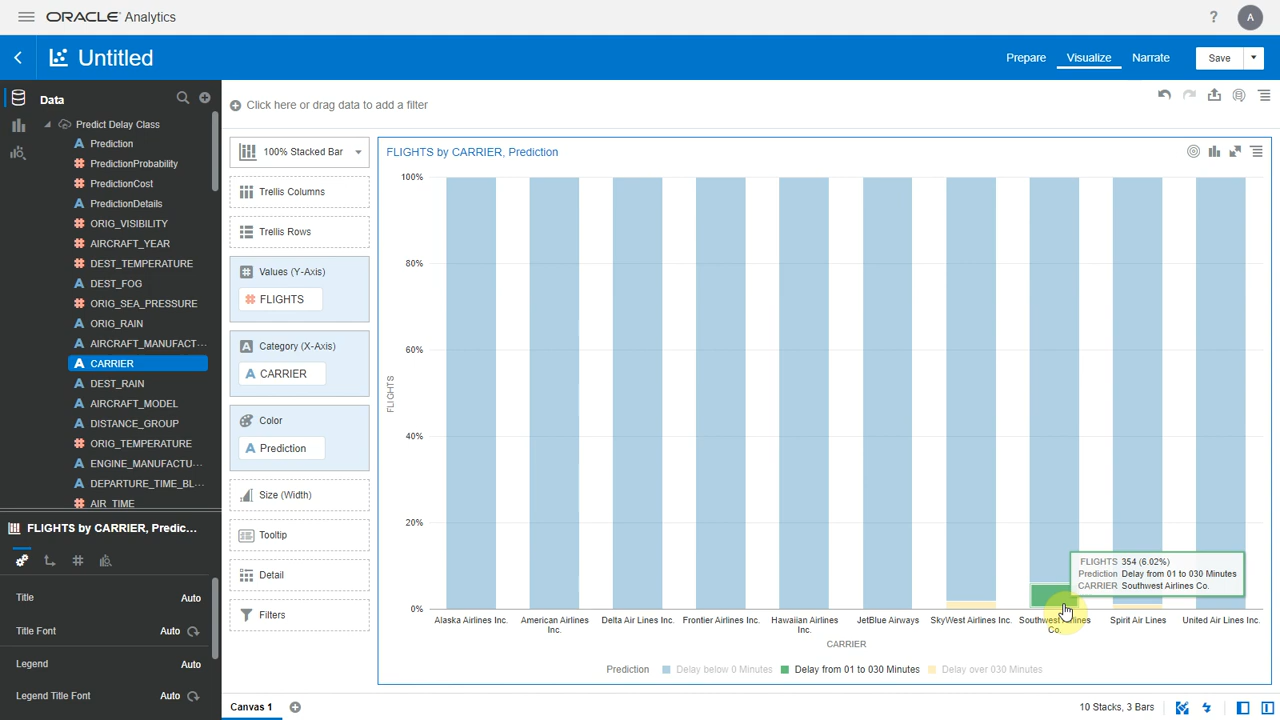 ORACLE Analytics
?
A
Untitled
Prepare
Visualize
Narrate
Save
Data
Predict Delay Class
Prediction
PredictionProbability
PredictionCost
PredictionDetails
ORIG_VISIBILITY
AIRCRAFT_YEAR
DEST_TEMPERATURE
DEST_FOG
ORIG_SEA_PRESSURE
ORIG_RAIN
AIRCRAFT_MANUFACT...
CARRIER
DEST_RAIN
AIRCRAFT_MODEL
DISTANCE_GROUP
ORIG_TEMPERATURE
ENGINE_MANUFACTU...
DEPARTURE_TIME_BL...
AIR_TIME
FLIGHTS by CARRIER, Predic...
Title Auto
Title Font Auto
Legend Auto
Legend Title Font Auto
Click here or drag data to add a filter
100% Stacked Bar
Trellis Columns
Trellis Rows
Values (Y-Axis)
FLIGHTS
Category (X-Axis)
A CARRIER
Color
A Prediction
Size (Width)
Tooltip
Detail
Filters
FLIGHTS by CARRIER, Prediction
100%
80%
60%
40%
20%
0%
FLIGHTS
FLIGHTS 354 (6.02%)
Prediction Delay from 01 to 030 Minutes
CARRIER Southwest Airlines Co.
Alaska Airlines Inc.
American Airlines
Inc.
Delta Air Lines Inc.
Frontier Airlines Inc.
Hawaiian Airlines
Inc.
JetBlue Airways
SkyWest Airlines Inc.
Southwest Airlines
Co.
Spirit Air Lines
United Air Lines Inc.
CARRIER
Prediction Delay below 0 Minutes Delay from 01 to 030 Minutes Delay over 030 Minutes
Canvas 1
10 Stacks, 3 Bars